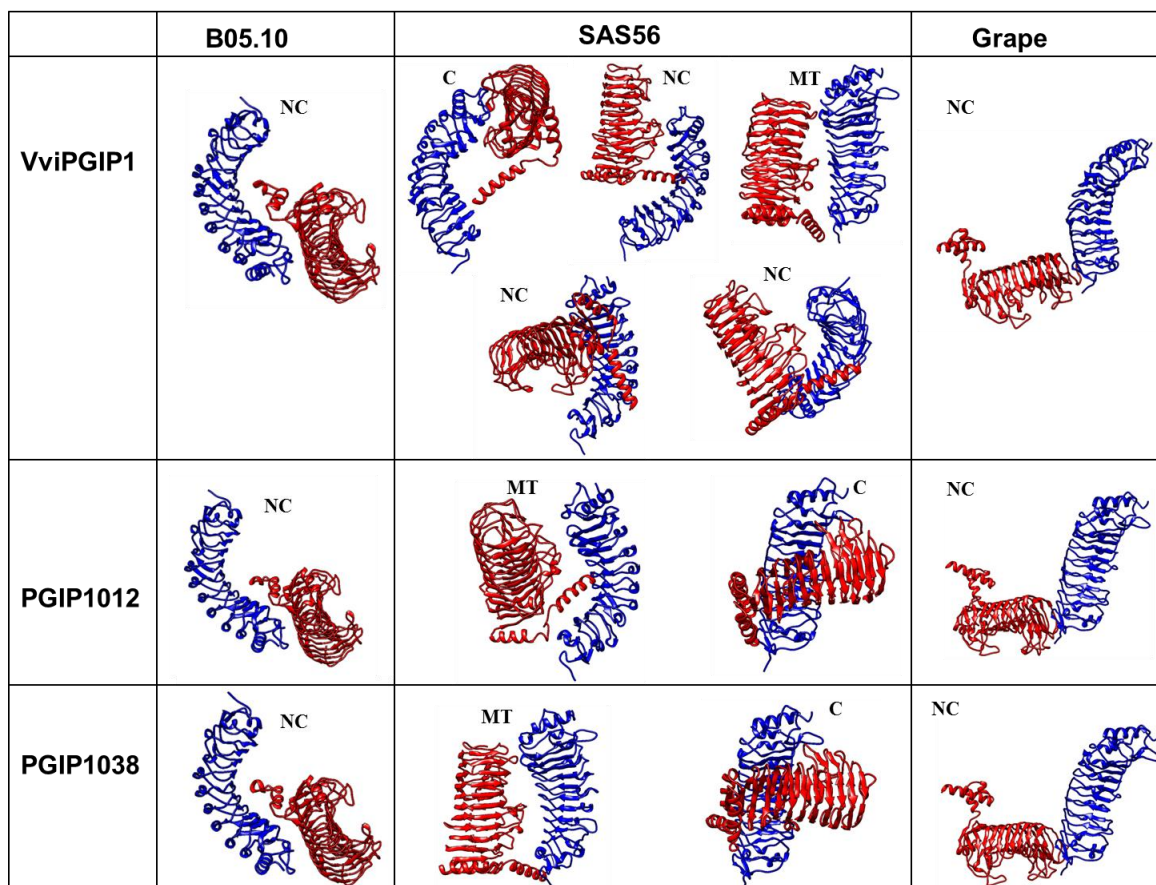 B05.10 SAS56 Grape
VviPGIP1 NC C NC MT NC
NC NC
PGIP1012 NC MT C NC
PGIP1038 NC MT C NC